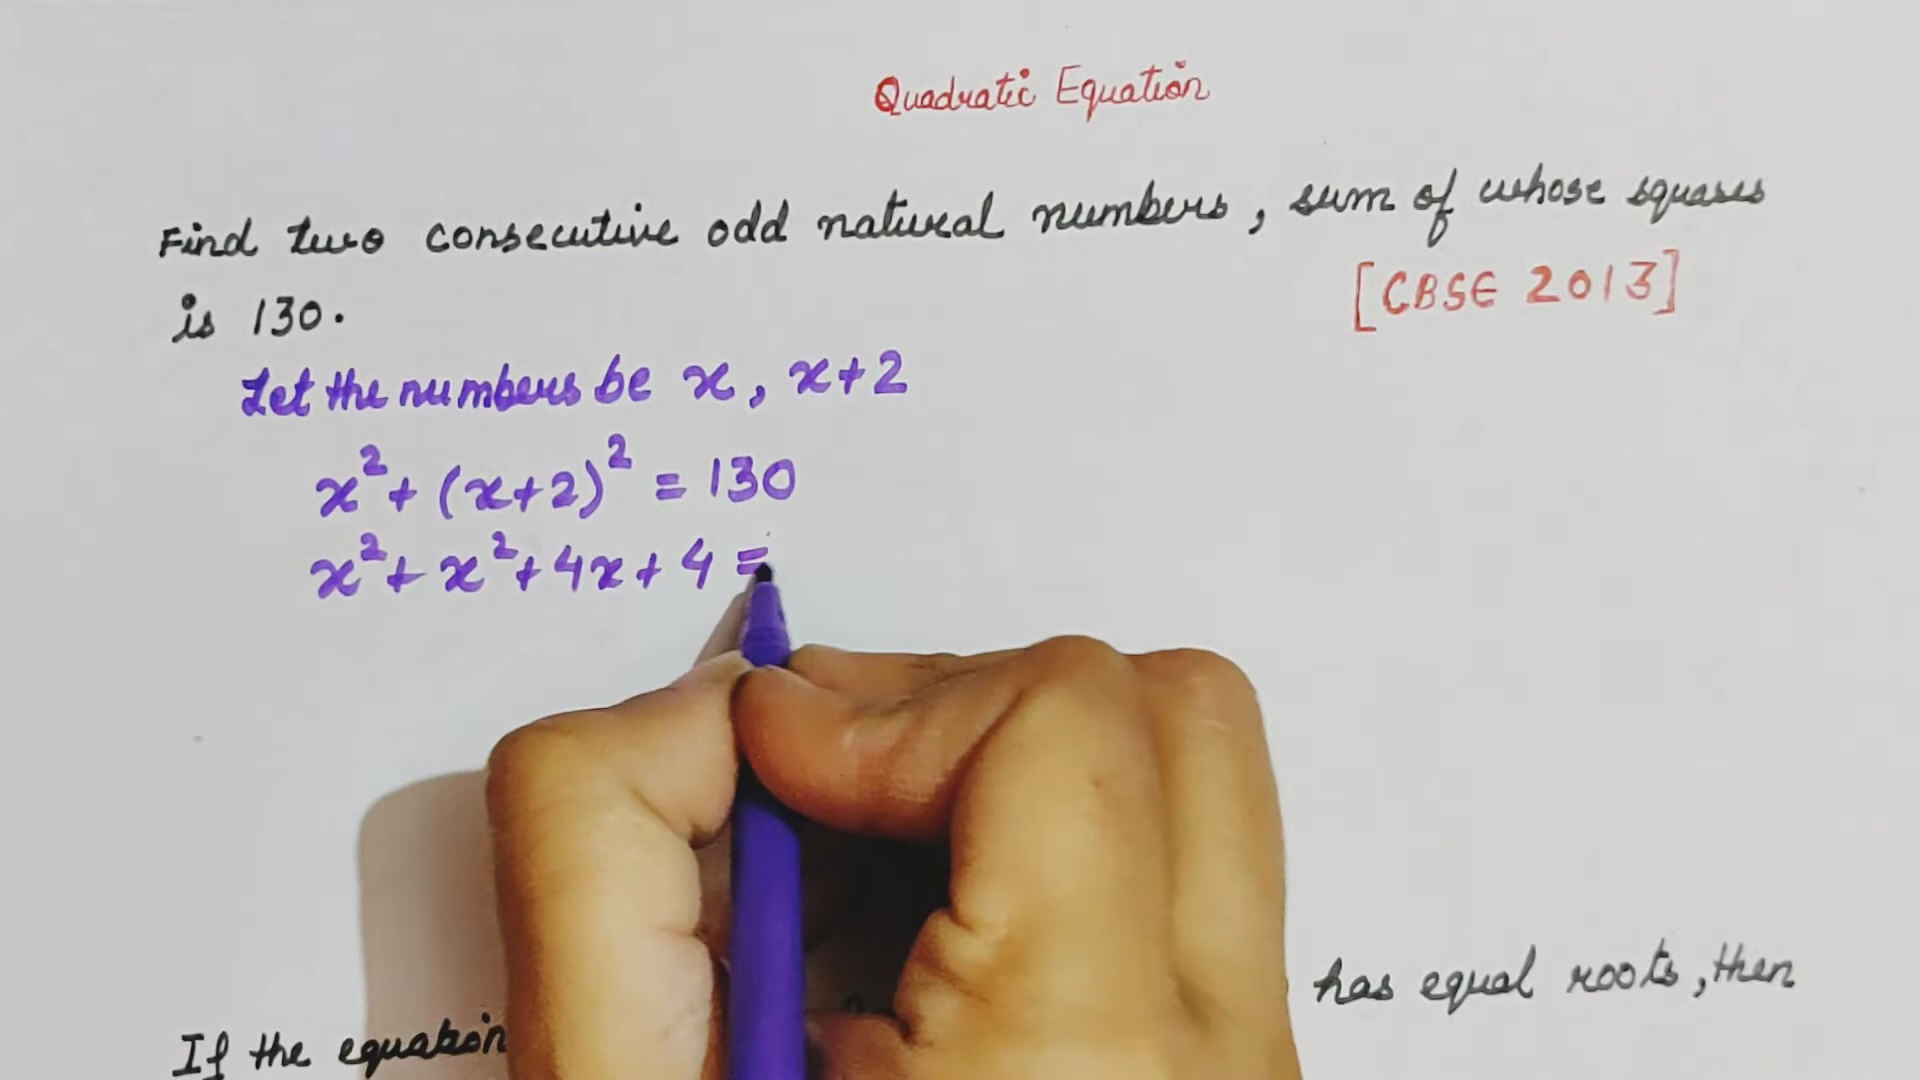 Quadratic Equation
Find two consecutive odd natural numbers, sum of whose squares
is 130.
[CBSE 2013]
Let the numbers be x, x+2
x² + (x+2)² = 130
x² + x² + 4x + 4 =
has equal roots, then
If the equation